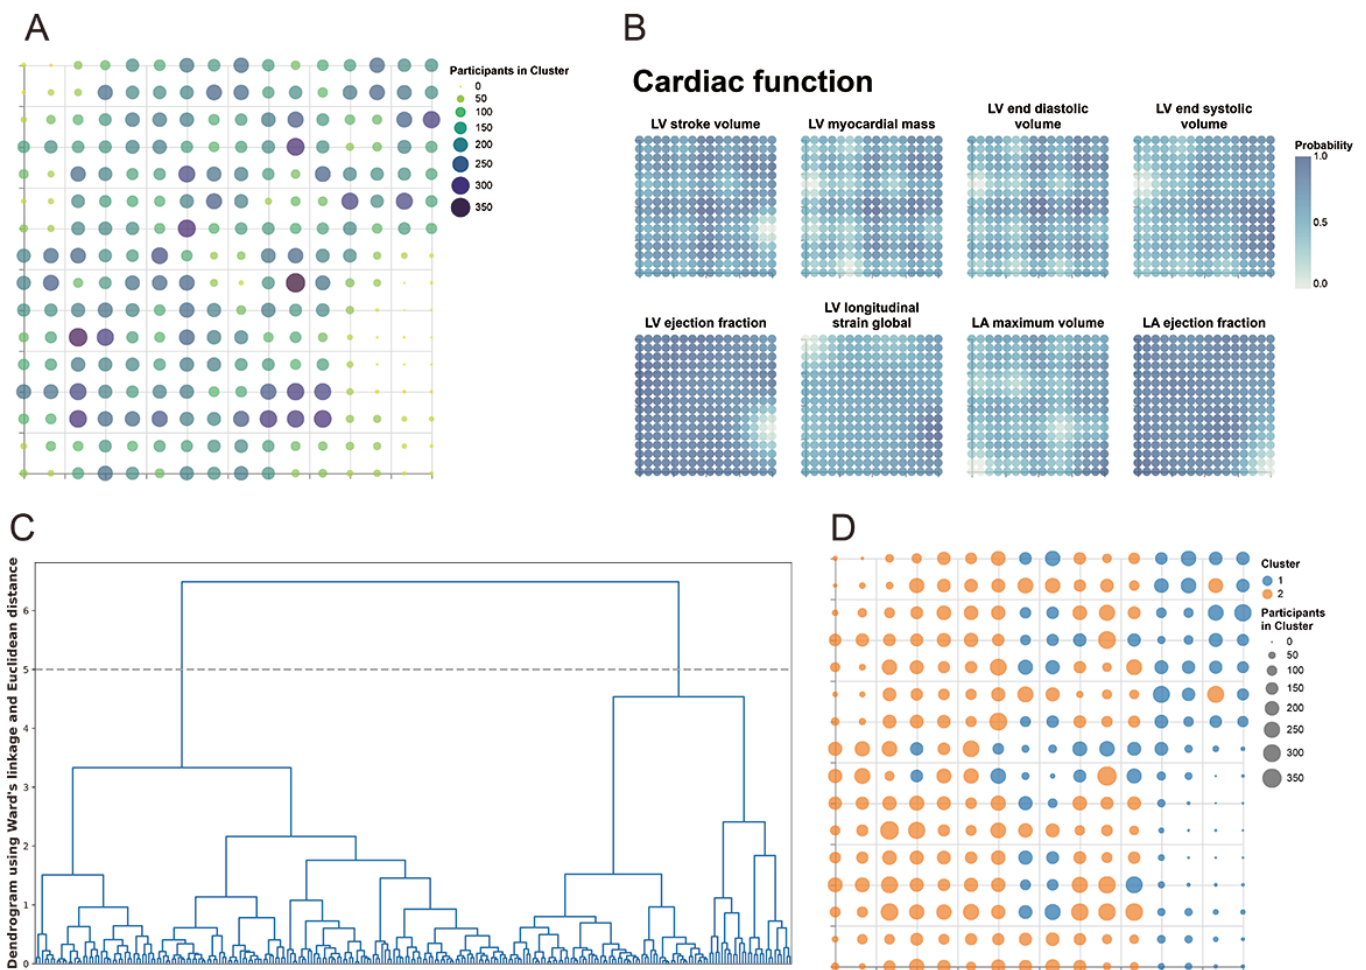 A
Participants in Cluster
0
50
100
150
200
250
300
350
B
Cardiac function
LV stroke volume
LV myocardial mass
LV end diastolic
volume
LV end systolic
volume
Probability
1.0
0.5
0.0
LV ejection fraction
LV longitudinal
strain global
LA maximum volume
LA ejection fraction
C
Dendrogram using Ward's linkage and Euclidean distance
6
5
4
3
2
1
0
D
Cluster
1
2
Participants
in Cluster
0
50
100
150
200
250
300
350